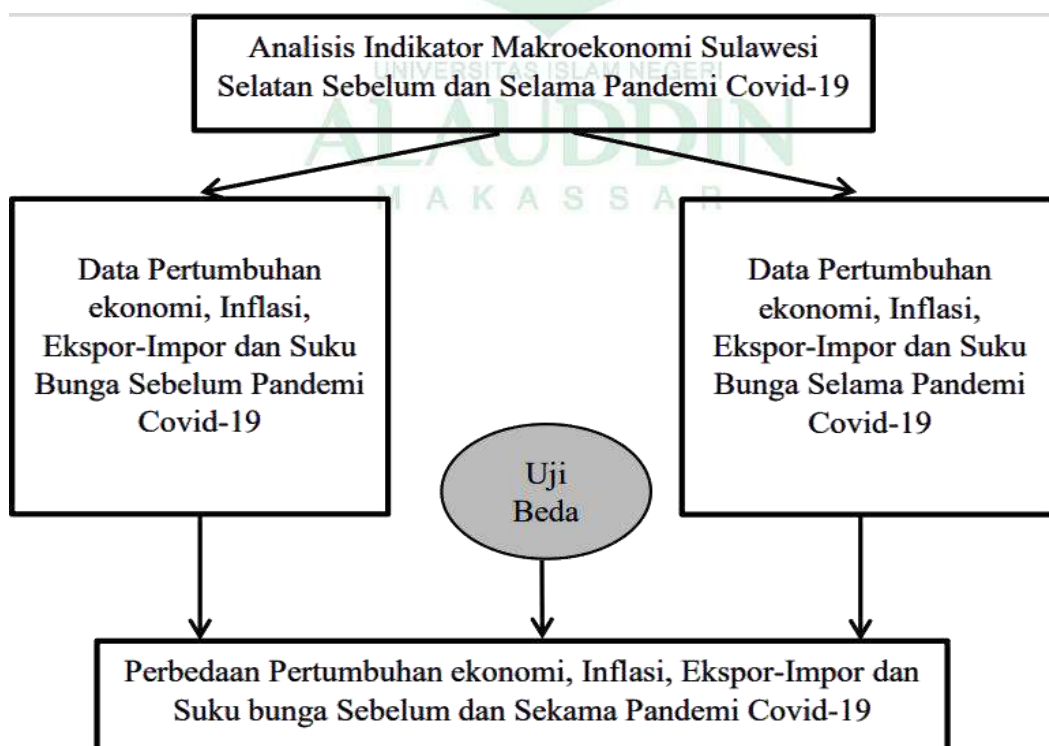 Analisis Indikator Makroekonomi Sulawesi
Selatan Sebelum dan Selama Pandemi Covid-19
UNIVERSITAS ISLAM NEGERI
ALAUDDIN
MAKASSAR
Data Pertumbuhan
ekonomi, Inflasi,
Ekspor-Impor dan Suku
Bunga Sebelum Pandemi
Covid-19
Data Pertumbuhan
ekonomi, Inflasi,
Ekspor-Impor dan Suku
Bunga Selama Pandemi
Covid-19
Uji
Beda
Perbedaan Pertumbuhan ekonomi, Inflasi, Ekspor-Impor dan
Suku bunga Sebelum dan Sekama Pandemi Covid-19